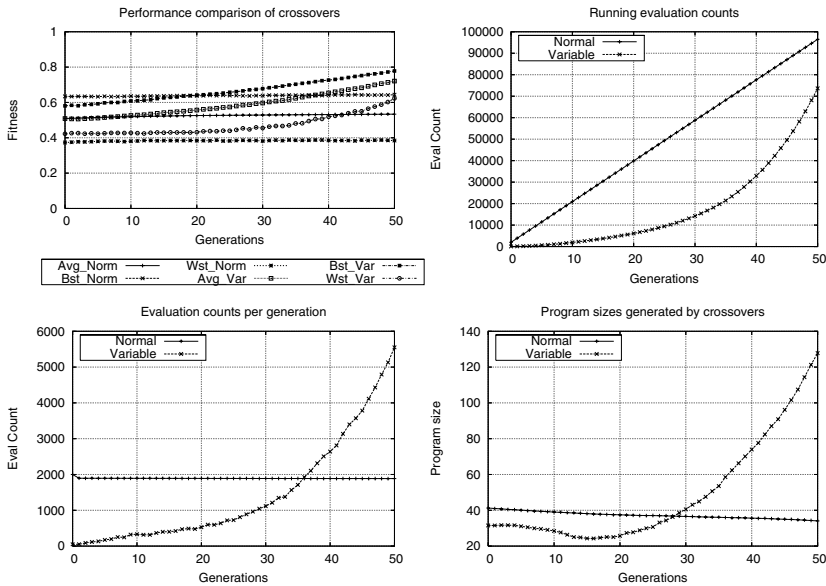 Performance comparison of crossovers
1
0.8
0.6
0.4
0.2
0
Fitness
0 10 20 30 40 50
Generations
Avg_Norm Wst_Norm Bst_Var
Bst_Norm Avg_Var Wst_Var
Running evaluation counts
100000
90000
80000
70000
60000
50000
40000
30000
20000
10000
0
Eval Count
Normal
Variable
0 10 20 30 40 50
Generations
Evaluation counts per generation
6000
5000
4000
3000
2000
1000
0
Eval Count
Normal
Variable
0 10 20 30 40 50
Generations
Program sizes generated by crossovers
140
120
100
80
60
40
20
Program size
Normal
Variable
0 10 20 30 40 50
Generations